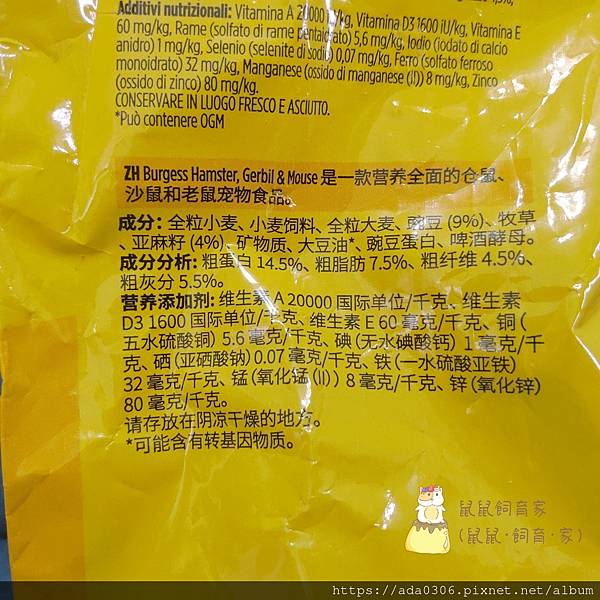 Additivi nutrizionali: Vitamina A 20000 iU/kg, Vitamina D3 1600 iU/kg, Vitamina E
60 mg/kg, Rame (solfato di rame pentaidrato) 5,6 mg/kg, Iodio (iodato di calcio
anidro) 1 mg/kg, Selenio (selenite di sodio) 0,07 mg/kg, Ferro (solfato ferroso
monoidrato) 32 mg/kg, Manganese (ossido di manganese (II)) 8 mg/kg, Zinco
(ossido di zinco) 80 mg/kg.
CONSERVARE IN LUOGO FRESCO E ASCIUTTO.
*Può contenere OGM
ZH Burgess Hamster, Gerbil & Mouse 是一款营养全面的仓鼠、
沙鼠和老鼠宠物食品。
成分: 全粒小麦、小麦饲料、全粒大麦、豌豆 (9%)、牧草
、亚麻籽 (4%)、矿物质、大豆油*、豌豆蛋白、啤酒酵母。
成分分析: 粗蛋白 14.5%、粗脂肪 7.5%、粗纤维 4.5%、
粗灰分 5.5%。
营养添加剂: 维生素 A 20000 国际单位/千克、维生素
D3 1600 国际单位/千克、维生素 E 60 毫克/千克、铜 (
五水硫酸铜) 5.6 毫克/千克、碘 (无水碘酸钙) 1 毫克/千
克、硒 (亚硒酸钠) 0.07 毫克/千克、铁 (一水硫酸亚铁)
32 毫克/千克、锰 (氧化锰 (II)) 8 毫克/千克、锌 (氧化锌)
80 毫克/千克。
请存放在阴凉干燥的地方。
*可能含有转基因物质。
鼠鼠飼育家
(鼠鼠·飼育·家)
https://ada0306.pixnet.net/album